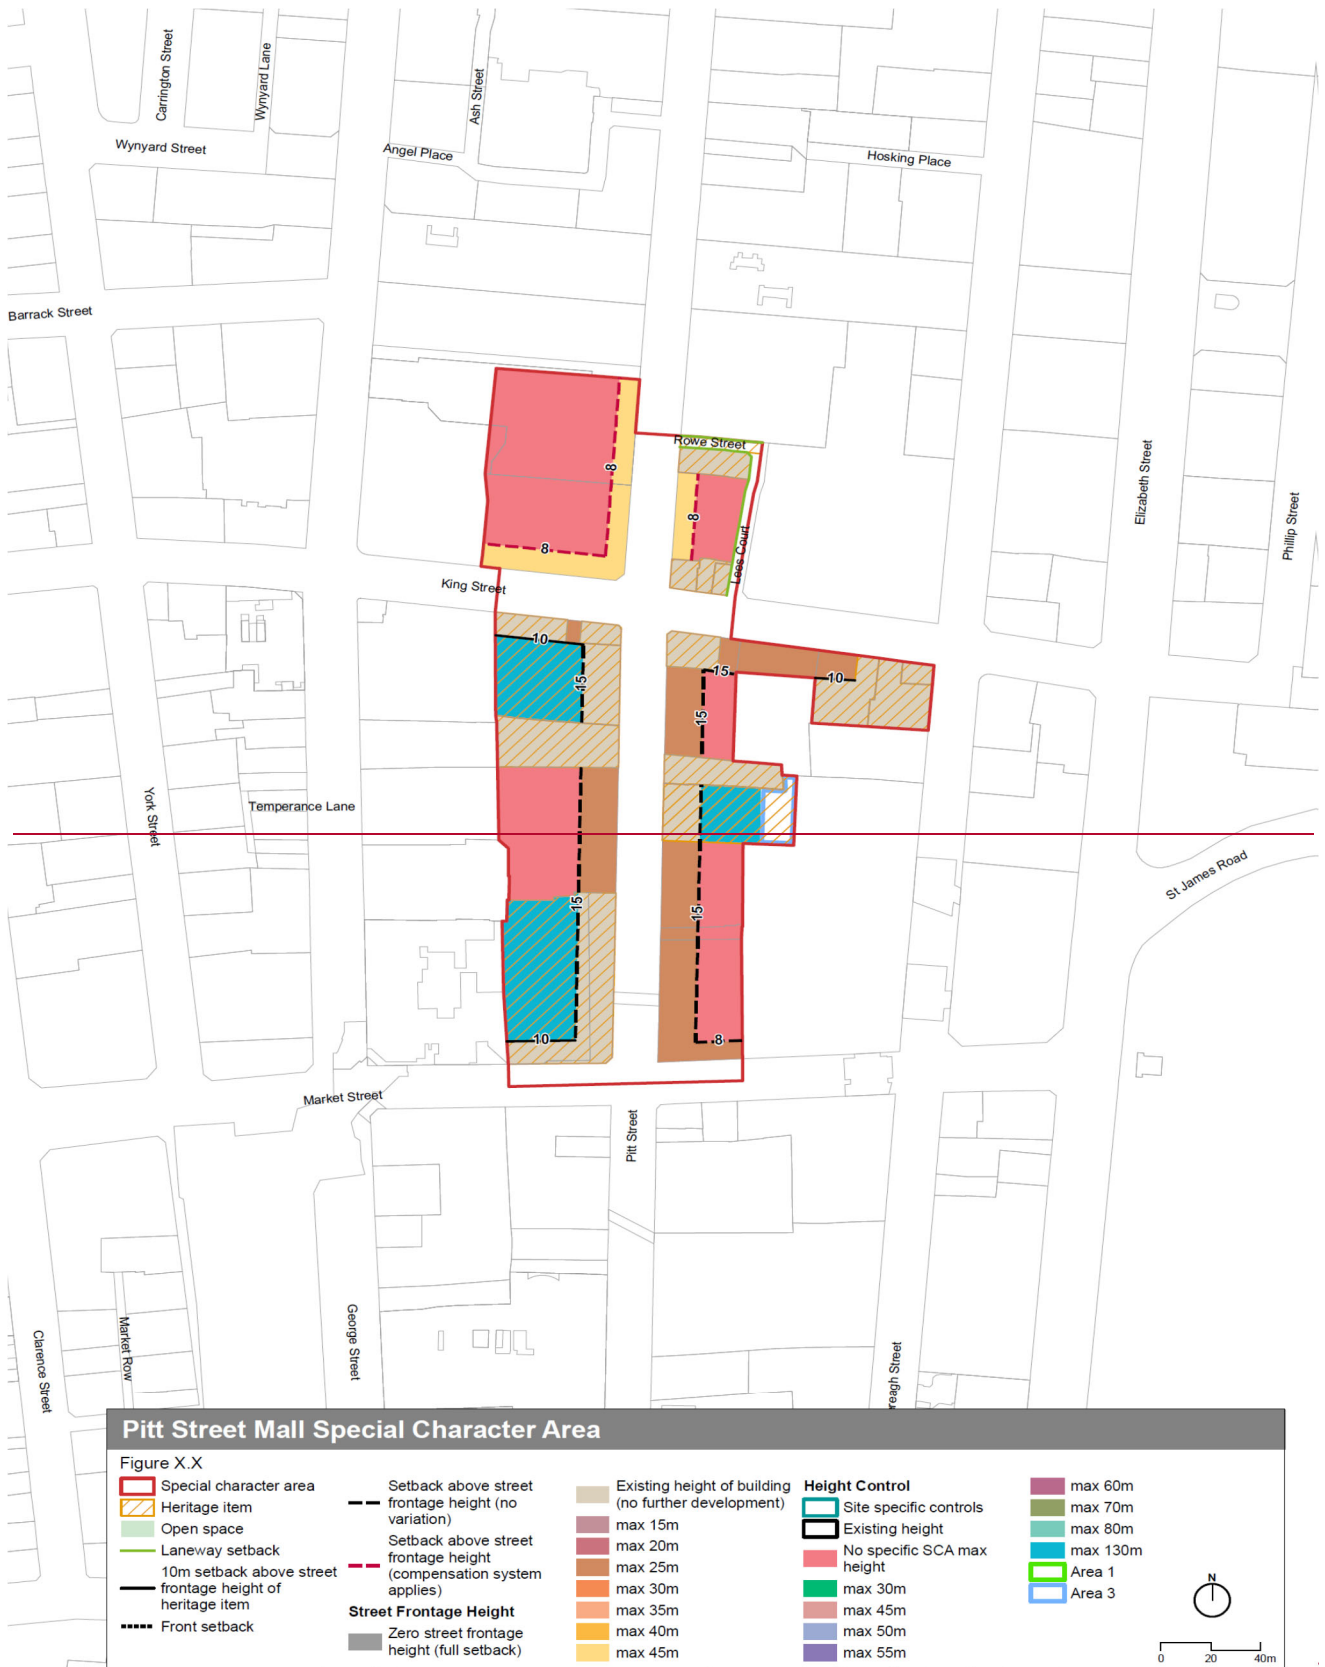 Carrington Street
Wynyard Lane
Ash Street
Wynyard Street
Angel Place
Hosking Place
Barrack Street
Rowe Street
8
8
8
Lees Court
Elizabeth Street
Phillip Street
King Street
10
15
15
10
15
15
York Street
Temperance Lane
St James Road
15
15
10
8
Market Street
Pitt Street
Clarence Street
Market Row
George Street
reagh Street
Pitt Street Mall Special Character Area
Figure X.X
Special character area
Heritage item
Open space
Laneway setback
10m setback above street
frontage height of
heritage item
Front setback
Setback above street
frontage height (no
variation)
Setback above street
frontage height
(compensation system
applies)
Street Frontage Height
Zero street frontage
height (full setback)
Existing height of building
(no further development)
max 15m
max 20m
max 25m
max 30m
max 35m
max 40m
max 45m
Height Control
Site specific controls
Existing height
No specific SCA max
height
max 30m
max 45m
max 50m
max 55m
max 60m
max 70m
max 80m
max 130m
Area 1
Area 3
N
0 20 40m